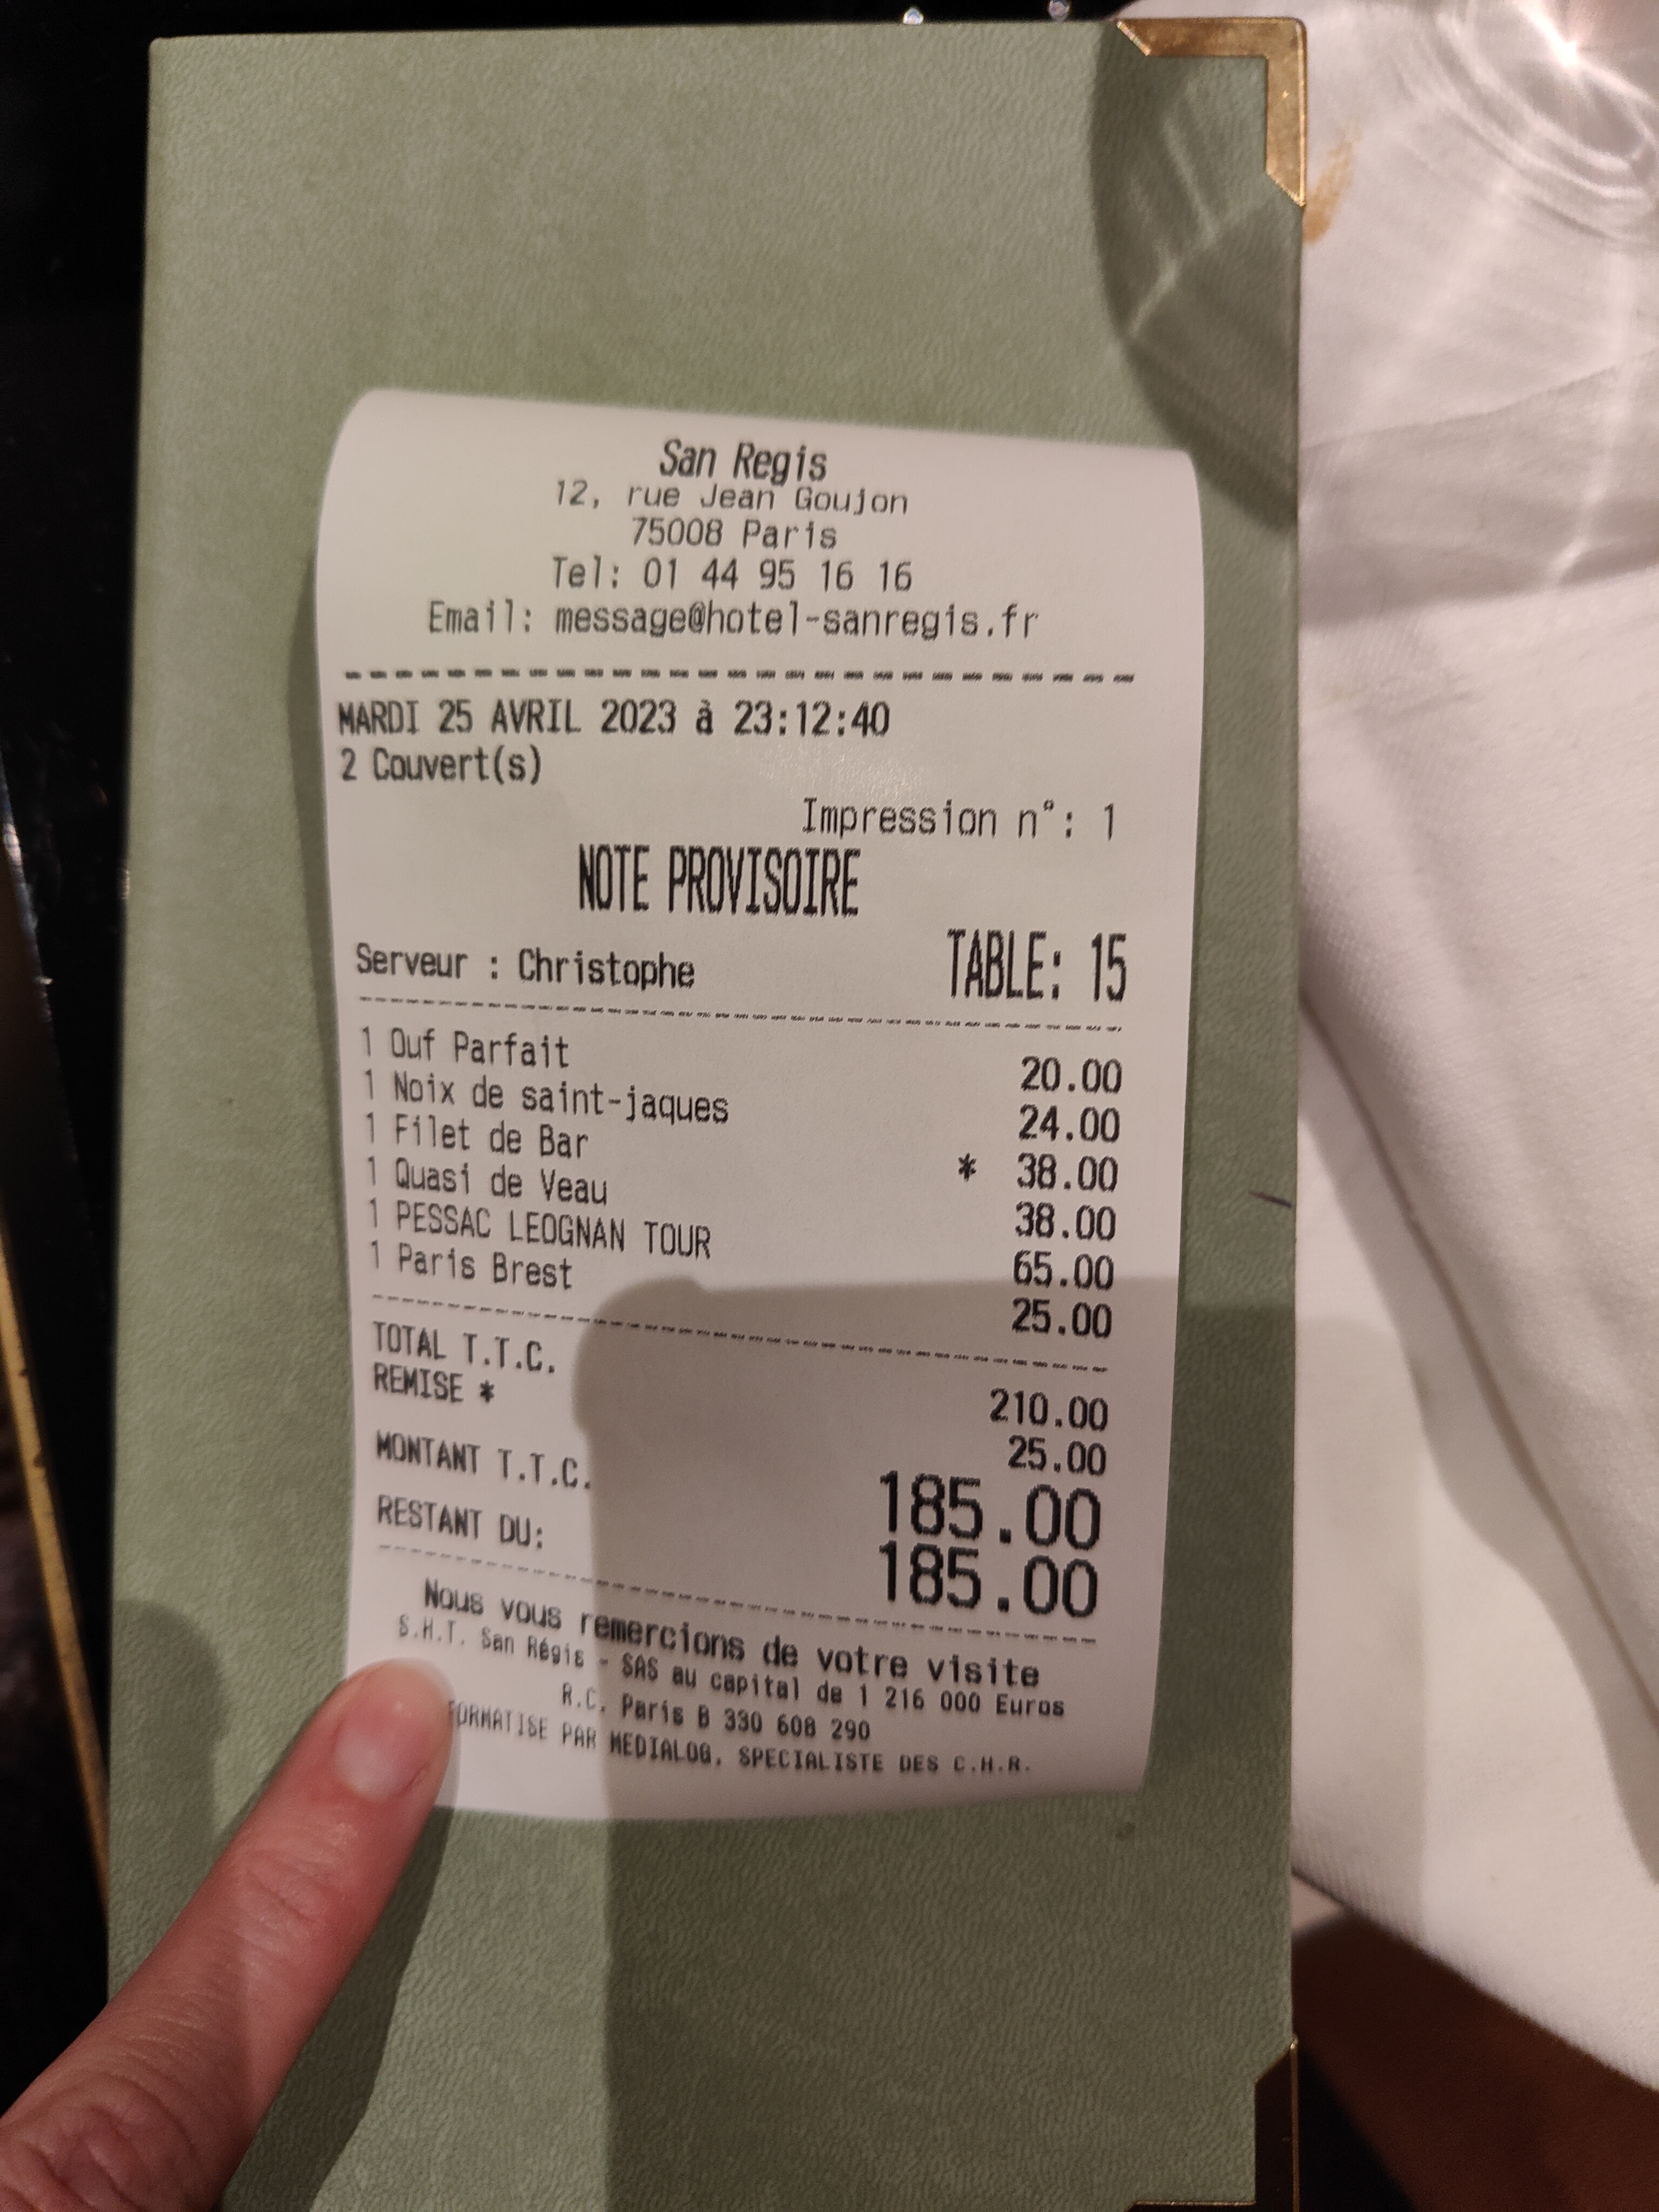 San Regis
12, rue Jean Goujon
75008 Paris
Tel: 01 44 95 16 16
Email: message@hotel-sanregis.fr
MARDI 25 AVRIL 2023 à 23:12:40
2 Couvert(s)
Impression n°: 1
NOTE PROVISOIRE
Serveur : Christophe TABLE: 15
1 Ouf Parfait 20.00
1 Noix de saint-jaques 24.00
1 Filet de Bar * 38.00
1 Quasi de Veau 38.00
1 PESSAC LEOGNAN TOUR 65.00
1 Paris Brest 25.00
TOTAL T.T.C. 210.00
REMISE * 25.00
MONTANT T.T.C. 185.00
RESTANT DU: 185.00
Nous vous remercions de votre visite
S.H.T. San Régis - SAS au capital de 1 216 000 Euros
R.C. Paris B 330 608 290
FORMATISE PAR MEDIALOG, SPECIALISTE DES C.H.R.